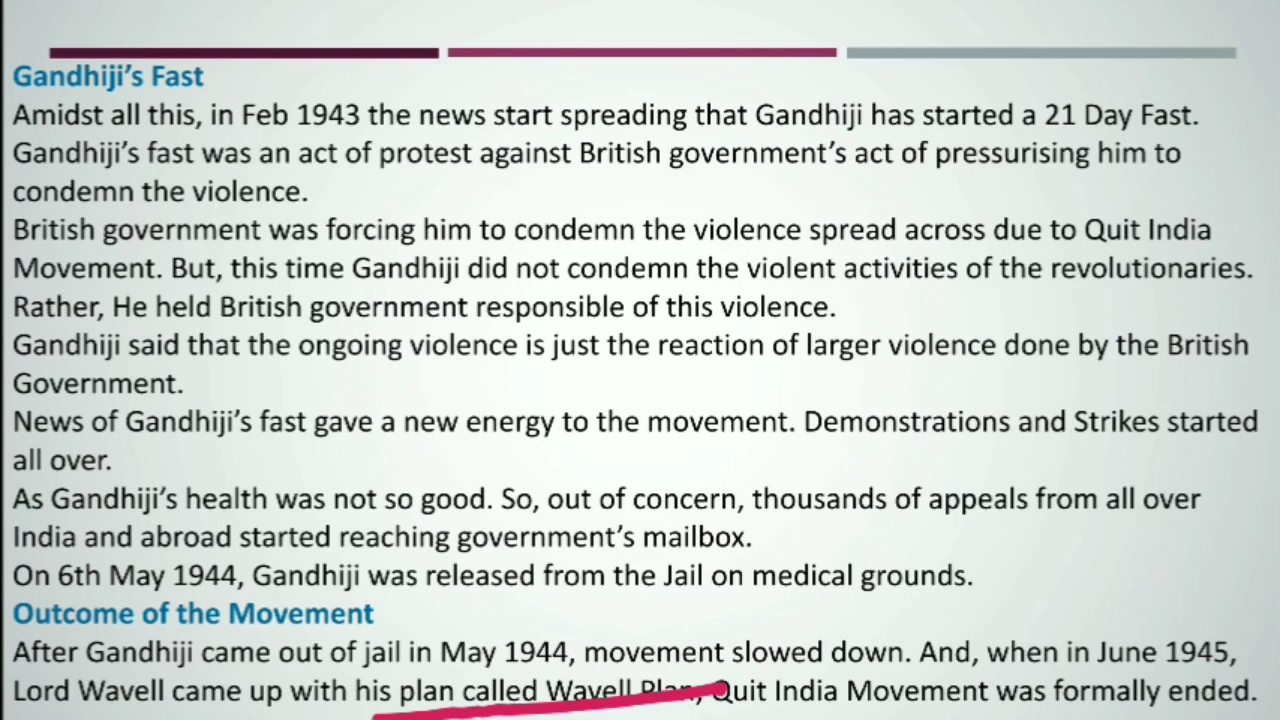 Gandhiji’s Fast
Amidst all this, in Feb 1943 the news start spreading that Gandhiji has started a 21 Day Fast.
Gandhiji’s fast was an act of protest against British government’s act of pressurising him to
condemn the violence.
British government was forcing him to condemn the violence spread across due to Quit India
Movement. But, this time Gandhiji did not condemn the violent activities of the revolutionaries.
Rather, He held British government responsible of this violence.
Gandhiji said that the ongoing violence is just the reaction of larger violence done by the British
Government.
News of Gandhiji’s fast gave a new energy to the movement. Demonstrations and Strikes started
all over.
As Gandhiji’s health was not so good. So, out of concern, thousands of appeals from all over
India and abroad started reaching government’s mailbox.
On 6th May 1944, Gandhiji was released from the Jail on medical grounds.
Outcome of the Movement
After Gandhiji came out of jail in May 1944, movement slowed down. And, when in June 1945,
Lord Wavell came up with his plan called Wavell Plan, Quit India Movement was formally ended.